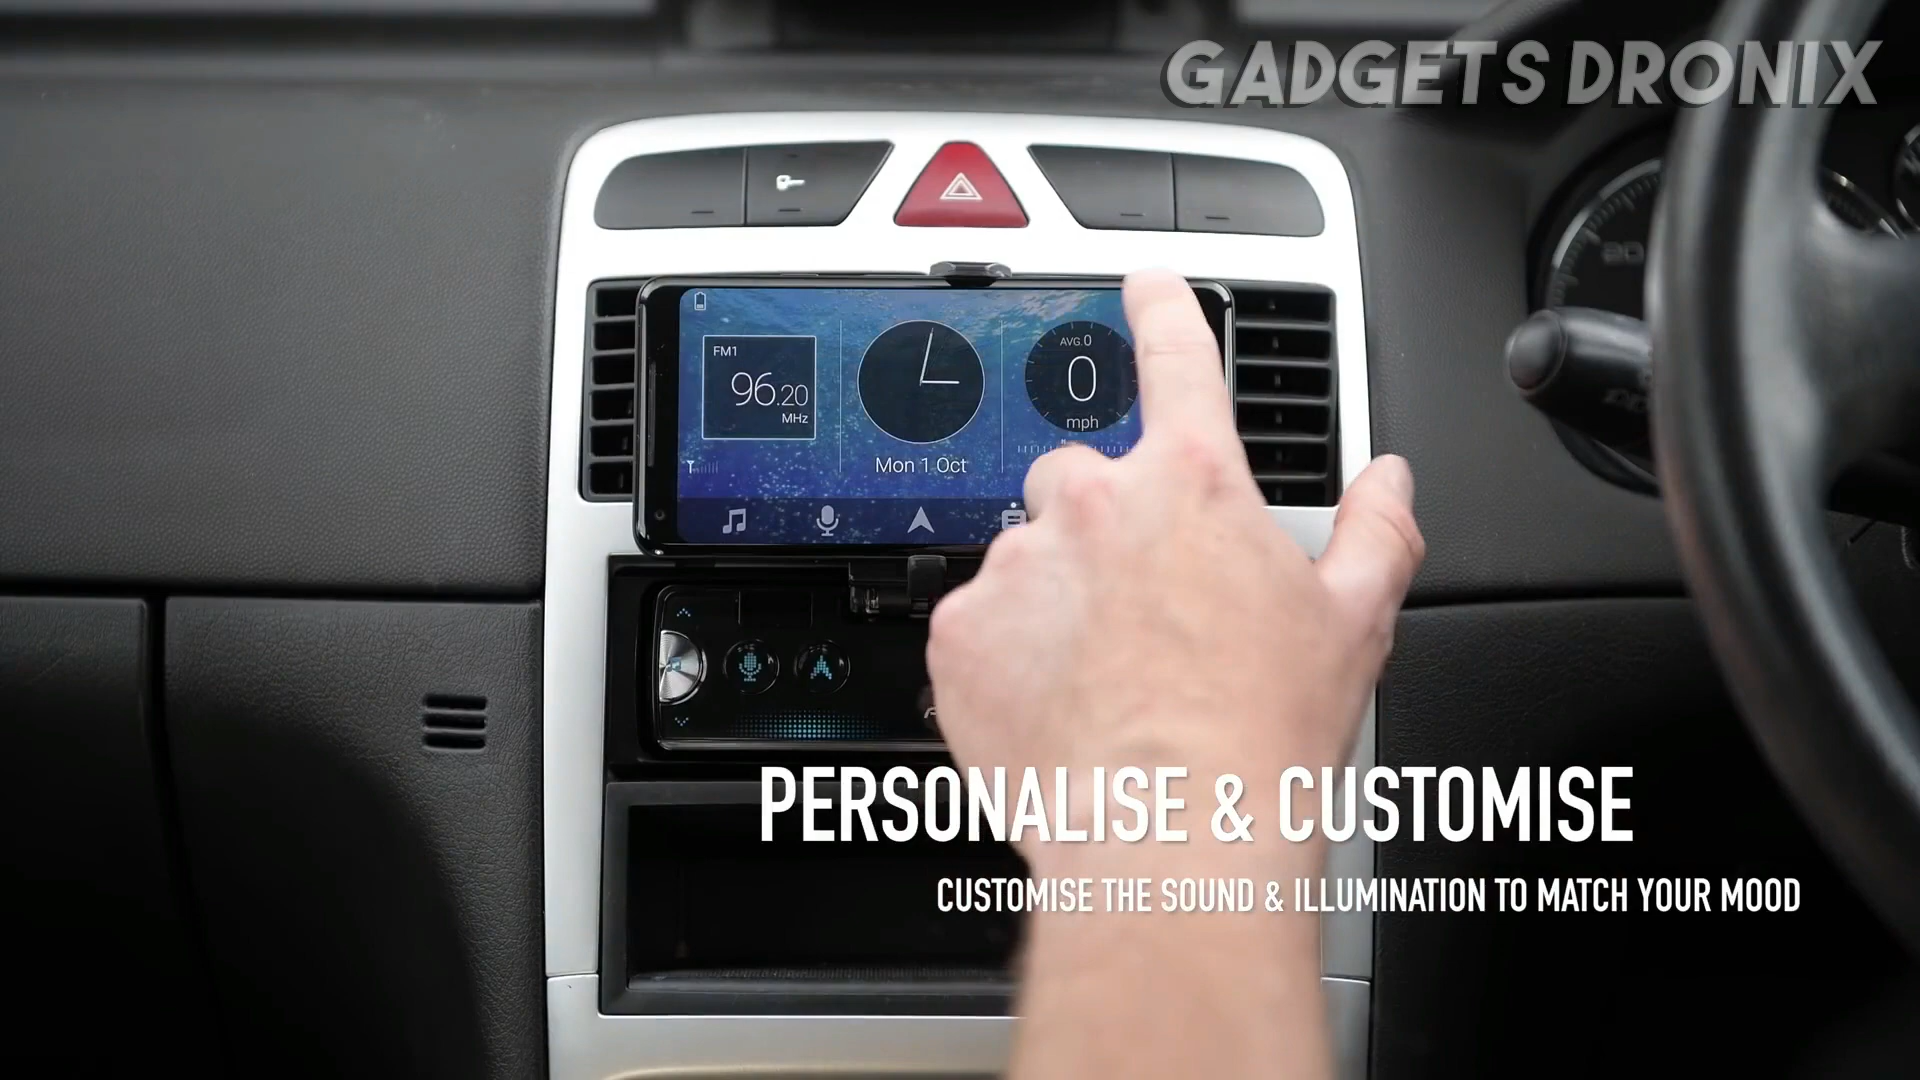 GADGETS DRONIX
FM1
96.20
MHz
Mon 1 Oct
AVG.0
0
mph
PERSONALISE & CUSTOMISE
CUSTOMISE THE SOUND & ILLUMINATION TO MATCH YOUR MOOD